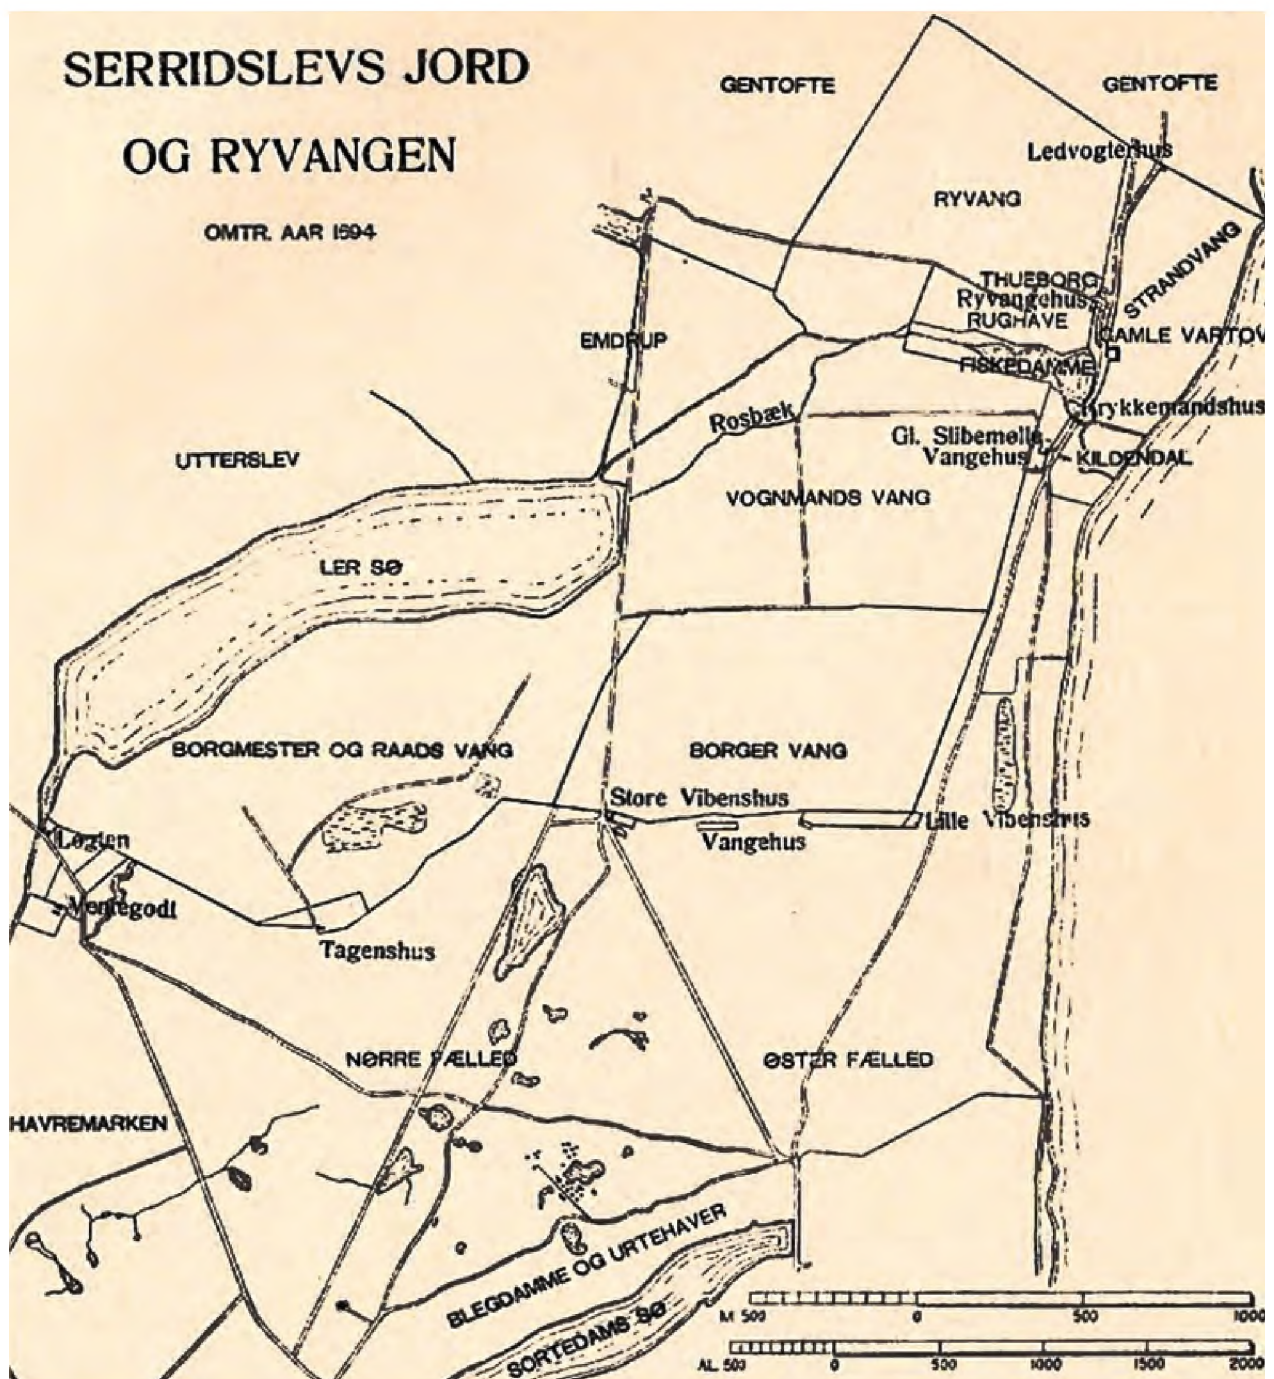 SERRIDSLEVS JORD
OG RYVANGEN
OMTR. AAR 1694
GENTOFTE
GENTOFTE
Ledvogterhus
RYVANG
STRANDVANG
THUEBORG
Ryvangehus
RUGHAVE
GAMLE VARTOV
EMDRUP
FISKEDAMME
Rosbæk
Krykkemandshus
Gl. Slibemølle
Vangehus
KILDENDAL
UTTERSLEV
VOGNMANDS VANG
LER SØ
BORGMESTER OG RAADS VANG
BORGER VANG
Store Vibenshus
Lille Vibenshus
Vangehus
Løgten
Ventegodt
Tagenshus
NØRRE FÆLLED
ØSTER FÆLLED
HAVREMARKEN
BLEGDAMME OG URTEHAVER
SORTEDAMS SØ
M 500 0 500 1000
AL. 500 0 500 1000 1500 2000